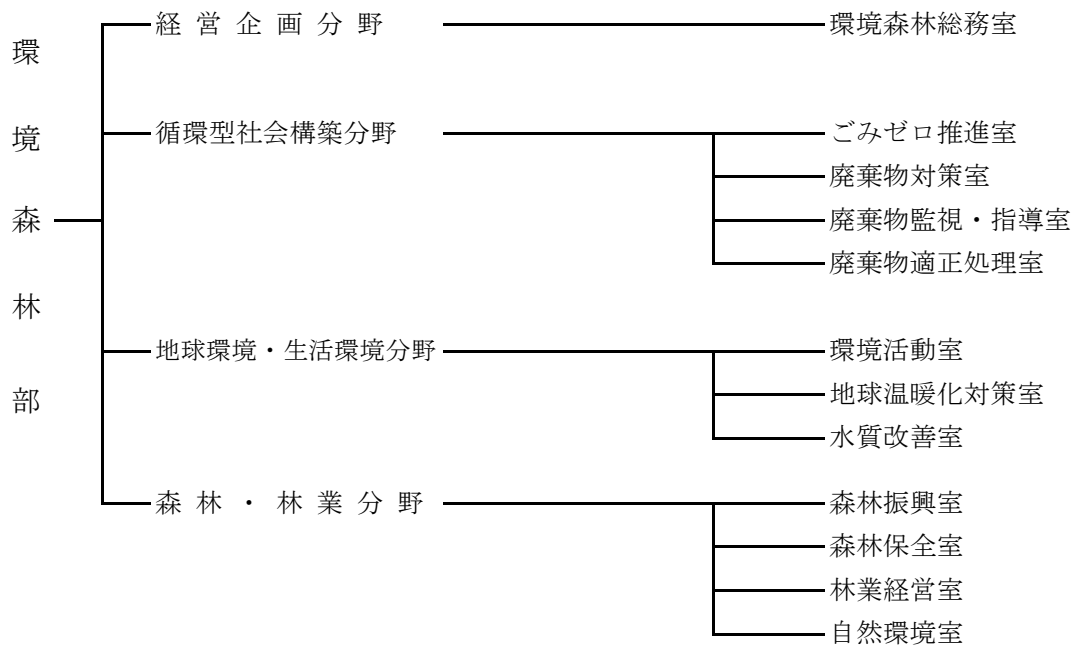 環境森林部
経営企画分野
環境森林総務室
循環型社会構築分野
ごみゼロ推進室
廃棄物対策室
廃棄物監視・指導室
廃棄物適正処理室
地球環境・生活環境分野
環境活動室
地球温暖化対策室
水質改善室
森林・林業分野
森林振興室
森林保全室
林業経営室
自然環境室